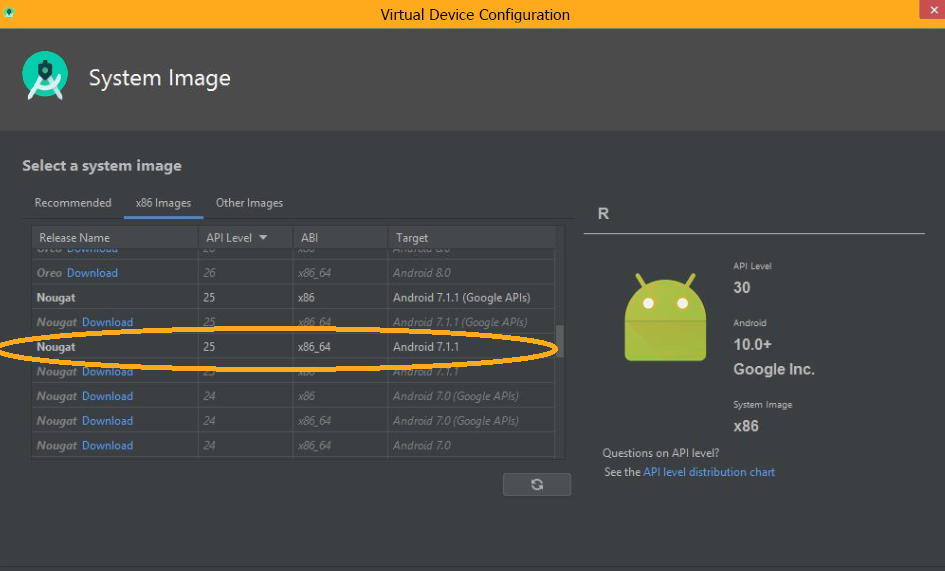 Virtual Device Configuration
System Image
Select a system image
Recommended x86 Images Other Images
Release Name API Level ABI Target
Oreo Download x86 Android 8.0
Oreo Download 26 x86_64 Android 8.0
Nougat 25 x86 Android 7.1.1 (Google APIs)
Nougat Download 25 x86_64 Android 7.1.1 (Google APIs)
Nougat 25 x86_64 Android 7.1.1
Nougat Download 25 Android 7.1.1
Nougat Download 24 x86 Android 7.0 (Google APIs)
Nougat Download 24 x86_64 Android 7.0 (Google APIs)
Nougat Download 24 x86_64 Android 7.0
R
API Level
30
Android
10.0+
Google Inc.
System Image
x86
Questions on API level?
See the API level distribution chart